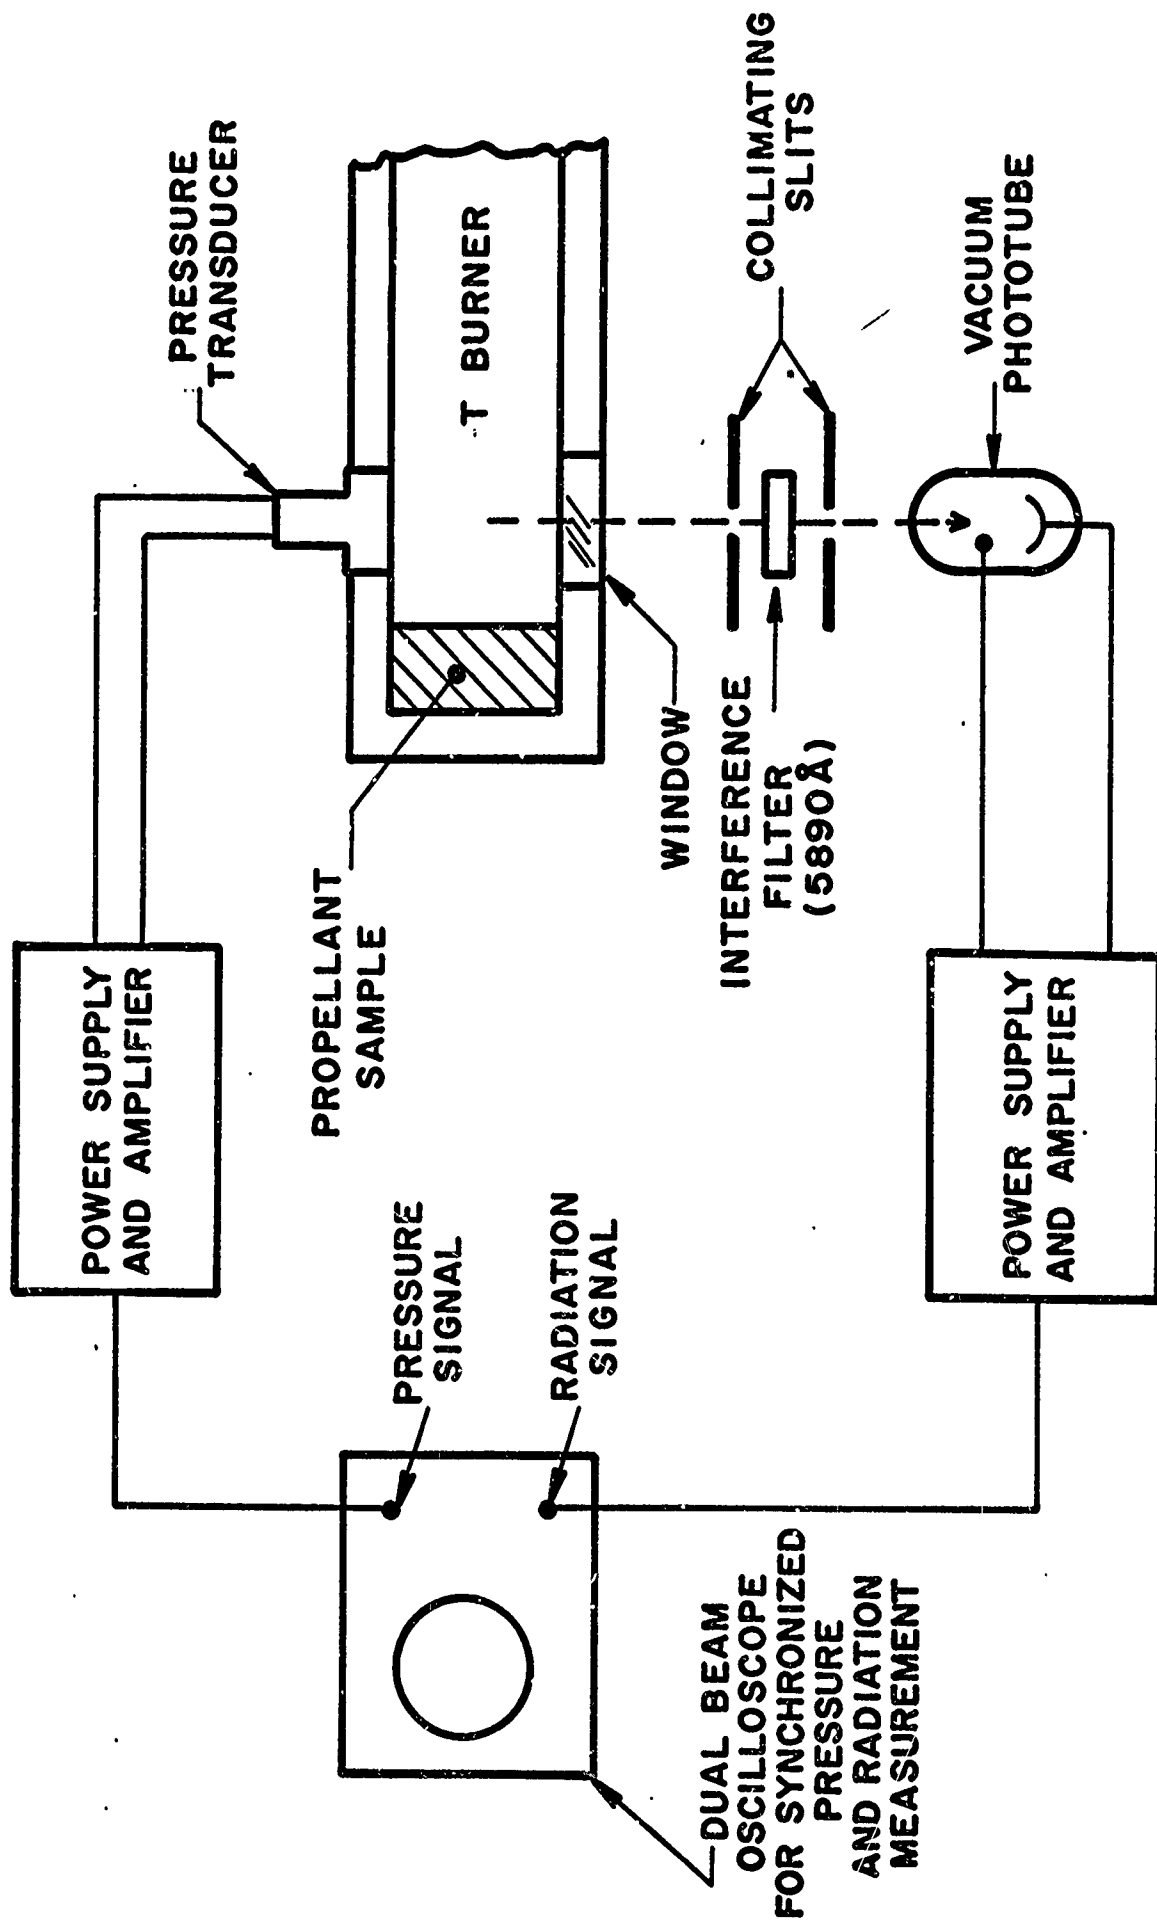 PRESSURE
TRANSDUCER
T BURNER
COLLIMATING
SLITS
VACUUM
PHOTOTUBE
POWER SUPPLY
AND AMPLIFIER
PROPELLANT
SAMPLE
WINDOW
INTERFERENCE
FILTER
(5890Å)
POWER SUPPLY
AND AMPLIFIER
PRESSURE
SIGNAL
RADIATION
SIGNAL
DUAL BEAM
OSCILLOSCOPE
FOR SYNCHRONIZED
PRESSURE
AND RADIATION
MEASUREMENT